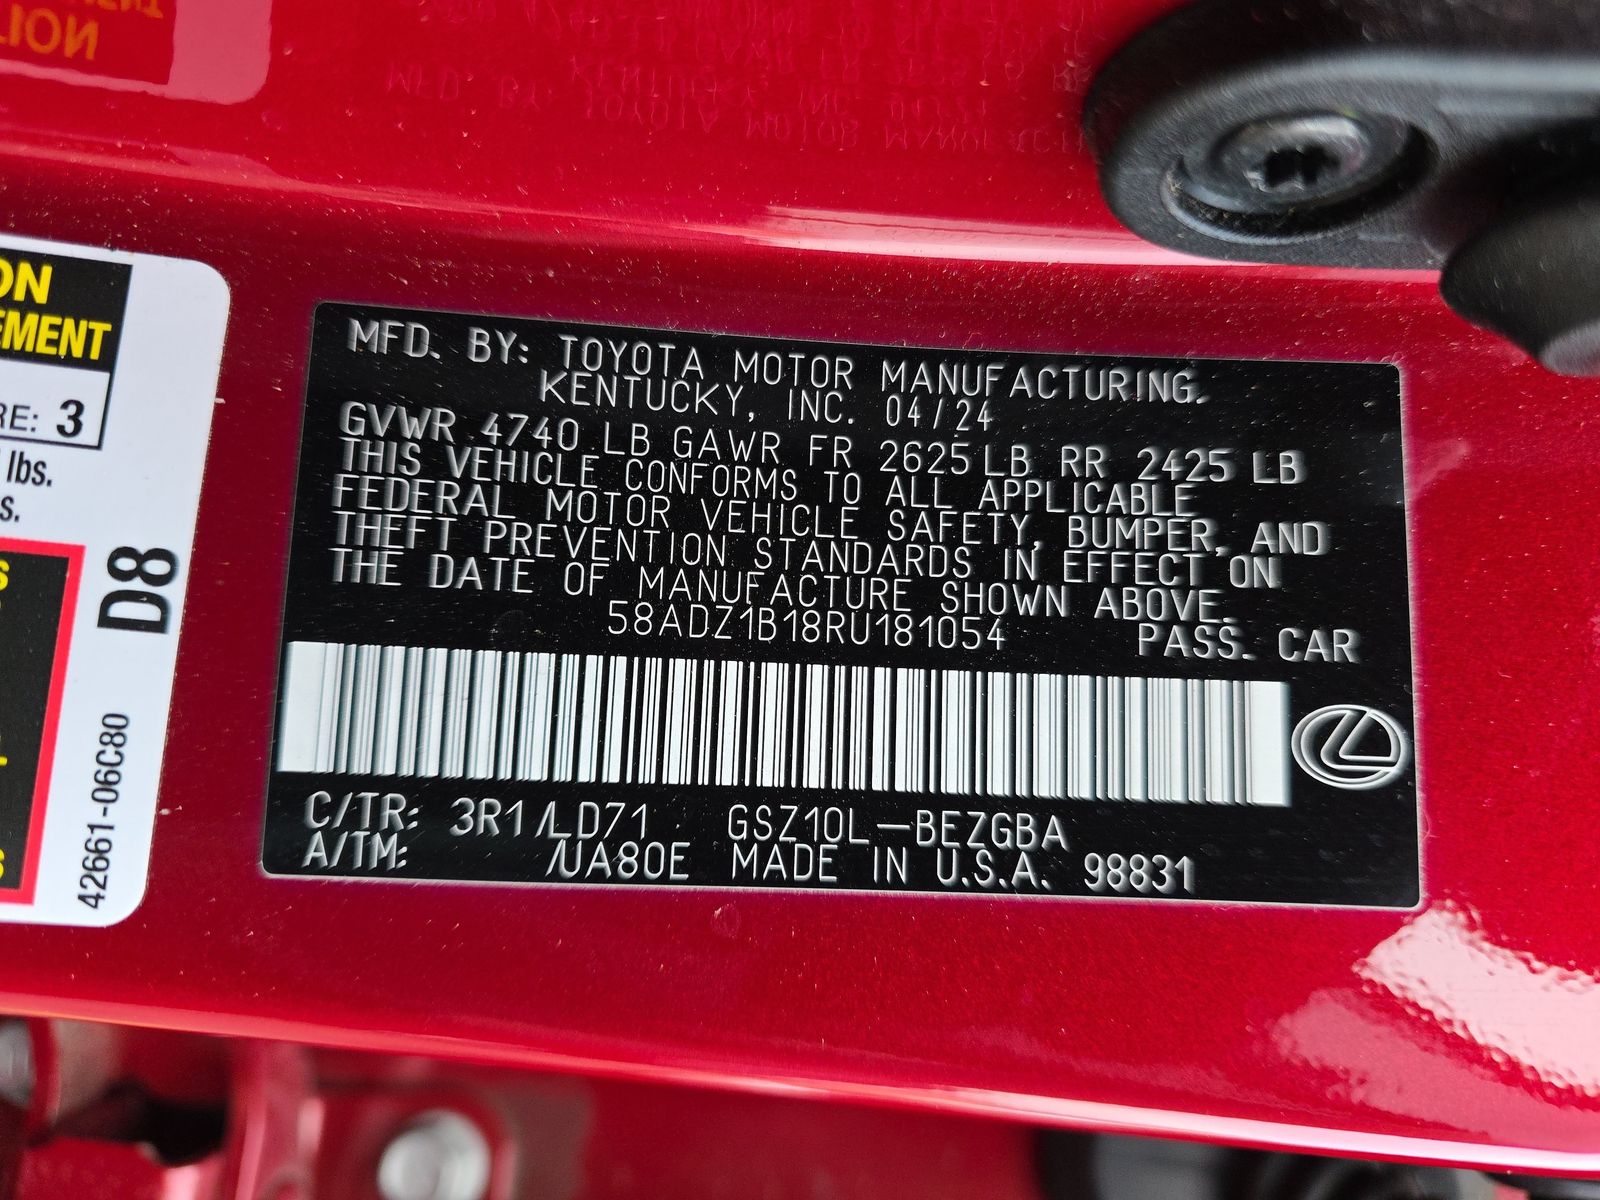 ION
EMENT
RE: 3
lbs.
s.
D8
42661-06C80
MFD. BY: TOYOTA MOTOR MANUFACTURING,
KENTUCKY, INC. 04/24
GVWR 4740 LB GAWR FR 2625 LB RR 2425 LB
THIS VEHICLE CONFORMS TO ALL APPLICABLE
FEDERAL MOTOR VEHICLE SAFETY, BUMPER, AND
THEFT PREVENTION STANDARDS IN EFFECT ON
THE DATE OF MANUFACTURE SHOWN ABOVE.
58ADZ1B18RU181054 PASS. CAR
C/TR: 3R1/LD71 GSZ10L-BEZGBA
A/TM: /UA80E MADE IN U.S.A. 98831